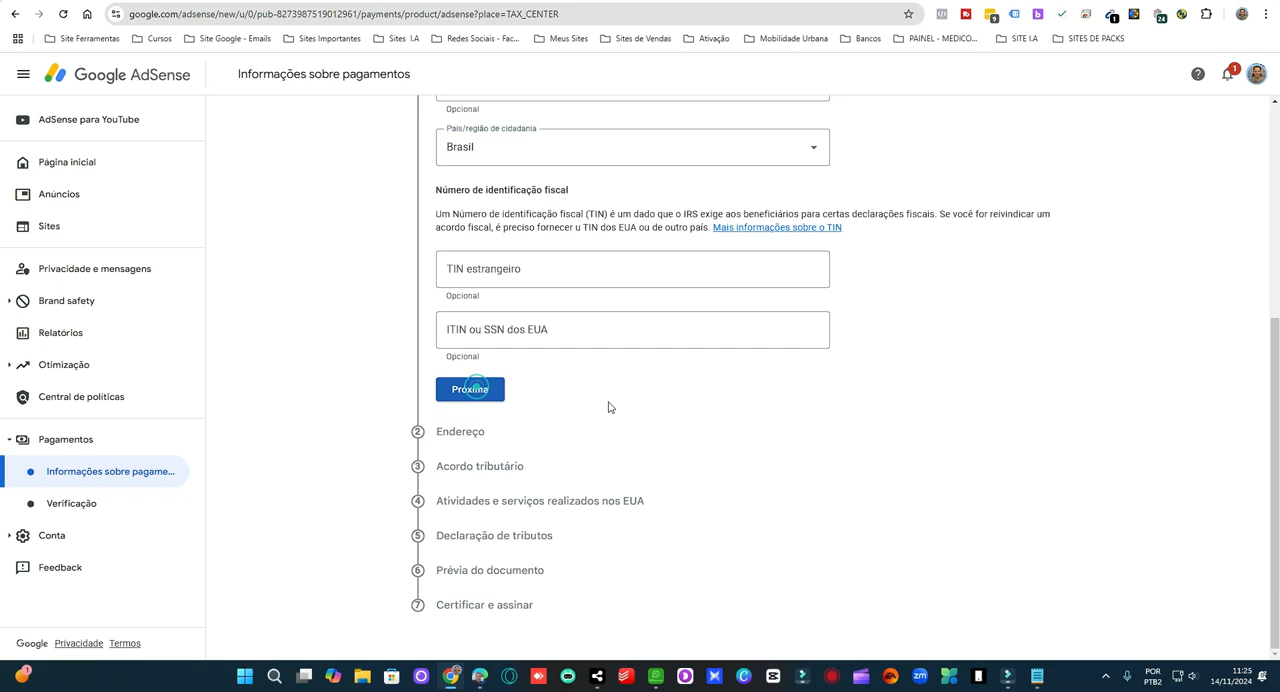 google.com/adsense/new/u/0/pub-8273987519012961/payments/product/adsense?place=TAX_CENTER
9
1
24
Site Ferramentas
Cursos
Site Google - Emails
Sites Importantes
Sites I.A
Redes Sociais - Fac...
Meus Sites
Sites de Vendas
Ativação
Mobilidade Urbana
Bancos
PAINEL - MEDICO...
SITE I.A
SITES DE PACKS
Google AdSense
Informações sobre pagamentos
1
AdSense para YouTube
Página inicial
Anúncios
Sites
Privacidade e mensagens
Brand safety
Relatórios
Otimização
Central de políticas
Pagamentos
Informações sobre pagame...
Verificação
Conta
Feedback
Google Privacidade Termos
Opcional
País/região de cidadania
Brasil
Número de identificação fiscal
Um Número de identificação fiscal (TIN) é um dado que o IRS exige aos beneficiários para certas declarações fiscais. Se você for reivindicar um
acordo fiscal, é preciso fornecer u TIN dos EUA ou de outro país. Mais informações sobre o TIN
TIN estrangeiro
Opcional
ITIN ou SSN dos EUA
Opcional
Próxima
2 Endereço
3 Acordo tributário
4 Atividades e serviços realizados nos EUA
5 Declaração de tributos
6 Prévia do documento
7 Certificar e assinar
1
POR
PTB2
11:25
14/11/2024